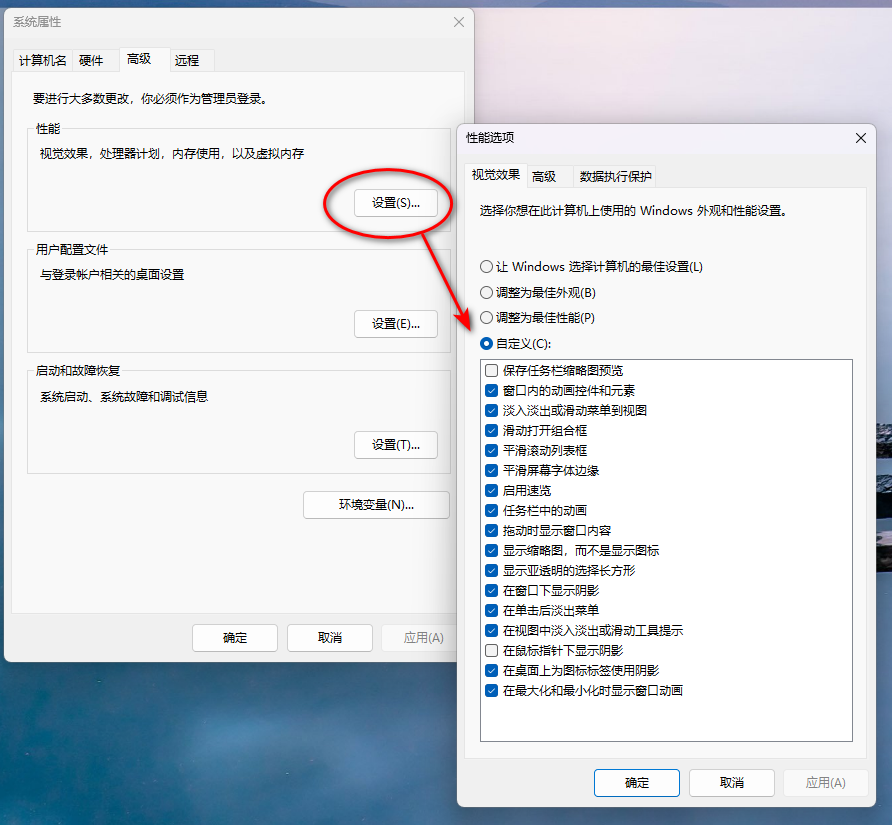 系统属性
计算机名
硬件
高级
远程
要进行大多数更改，你必须作为管理员登录。
性能
视觉效果，处理器计划，内存使用，以及虚拟内存
设置(S)...
用户配置文件
与登录帐户相关的桌面设置
设置(E)...
启动和故障恢复
系统启动、系统故障和调试信息
设置(T)...
环境变量(N)...
确定
取消
应用(A)
性能选项
视觉效果
高级
数据执行保护
选择你想在此计算机上使用的 Windows 外观和性能设置。
让 Windows 选择计算机的最佳设置(L)
调整为最佳外观(B)
调整为最佳性能(P)
自定义(C):
保存任务栏缩略图预览
窗口内的动画控件和元素
淡入淡出或滑动菜单到视图
滑动打开组合框
平滑滚动列表框
平滑屏幕字体边缘
启用速览
任务栏中的动画
拖动时显示窗口内容
显示缩略图，而不是显示图标
显示亚透明的选择长方形
在窗口下显示阴影
在单击后淡出菜单
在视图中淡入淡出或滑动工具提示
在鼠标指针下显示阴影
在桌面上为图标标签使用阴影
在最大化和最小化时显示窗口动画
确定
取消
应用(A)